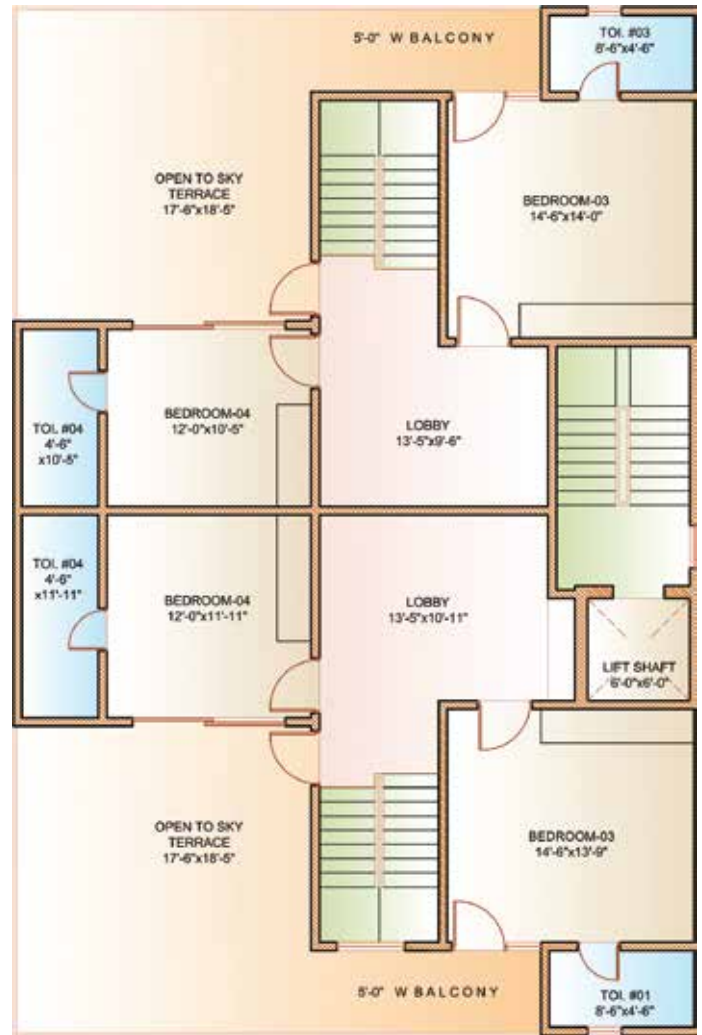 5'-0" W BALCONY
TOI. #03
8'-6"x4'-6"
OPEN TO SKY
TERRACE
17'-6"x18'-5"
BEDROOM-03
14'-6"x14'-0"
TOI. #04
4'-6"
x10'-5"
BEDROOM-04
12'-0"x10'-5"
LOBBY
13'-5"x9'-6"
TOI. #04
4'-6"
x11'-11"
BEDROOM-04
12'-0"x11'-11"
LOBBY
13'-5"x10'-11"
LIFT SHAFT
6'-0"x6'-0"
OPEN TO SKY
TERRACE
17'-6"x18'-5"
BEDROOM-03
14'-6"x13'-9"
5'-0" W BALCONY
TOI. #01
8'-6"x4'-6"